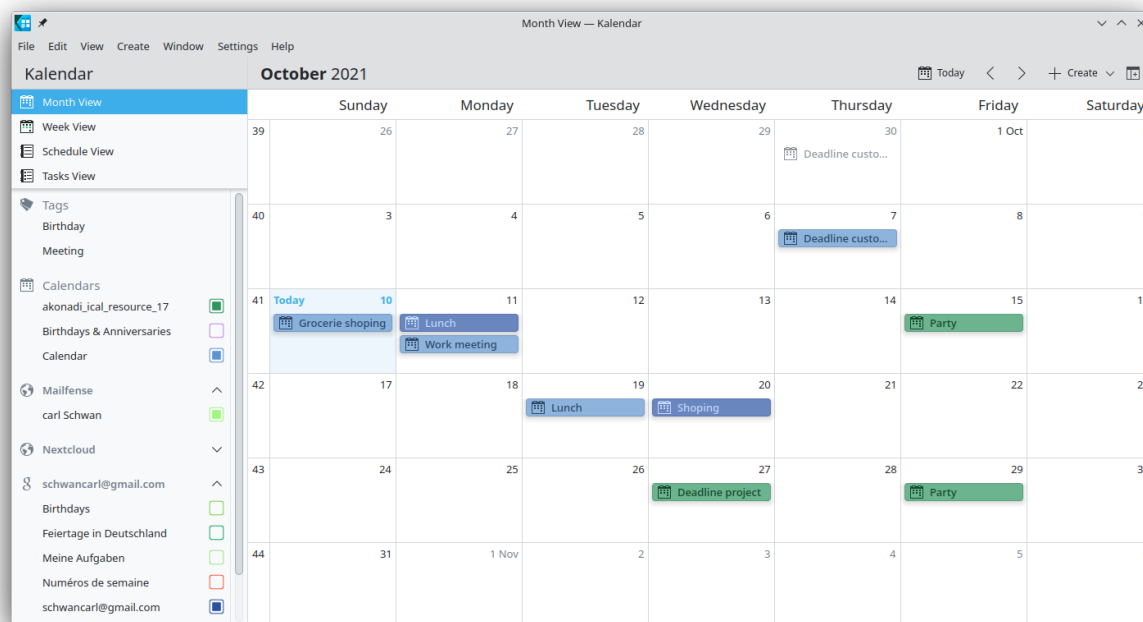 Month View — Kalendar
File Edit View Create Window Settings Help
Kalendar
October 2021
Today
Create
Month View
Week View
Schedule View
Tasks View
Tags
Birthday
Meeting
Calendars
akonadi_ical_resource_17
Birthdays & Anniversaries
Calendar
Mailfense
carl Schwan
Nextcloud
schwancarl@gmail.com
Birthdays
Feiertage in Deutschland
Meine Aufgaben
Numéros de semaine
schwancarl@gmail.com
Sunday Monday Tuesday Wednesday Thursday Friday Saturday
39 26 27 28 29 30 1 Oct
Deadline custo...
40 3 4 5 6 7 8
Deadline custo...
41 Today 10 11 12 13 14 15 1
Grocerie shoping Lunch Party
Work meeting
42 17 18 19 20 21 22 2
Lunch Shoping
43 24 25 26 27 28 29 3
Deadline project Party
44 31 1 Nov 2 3 4 5